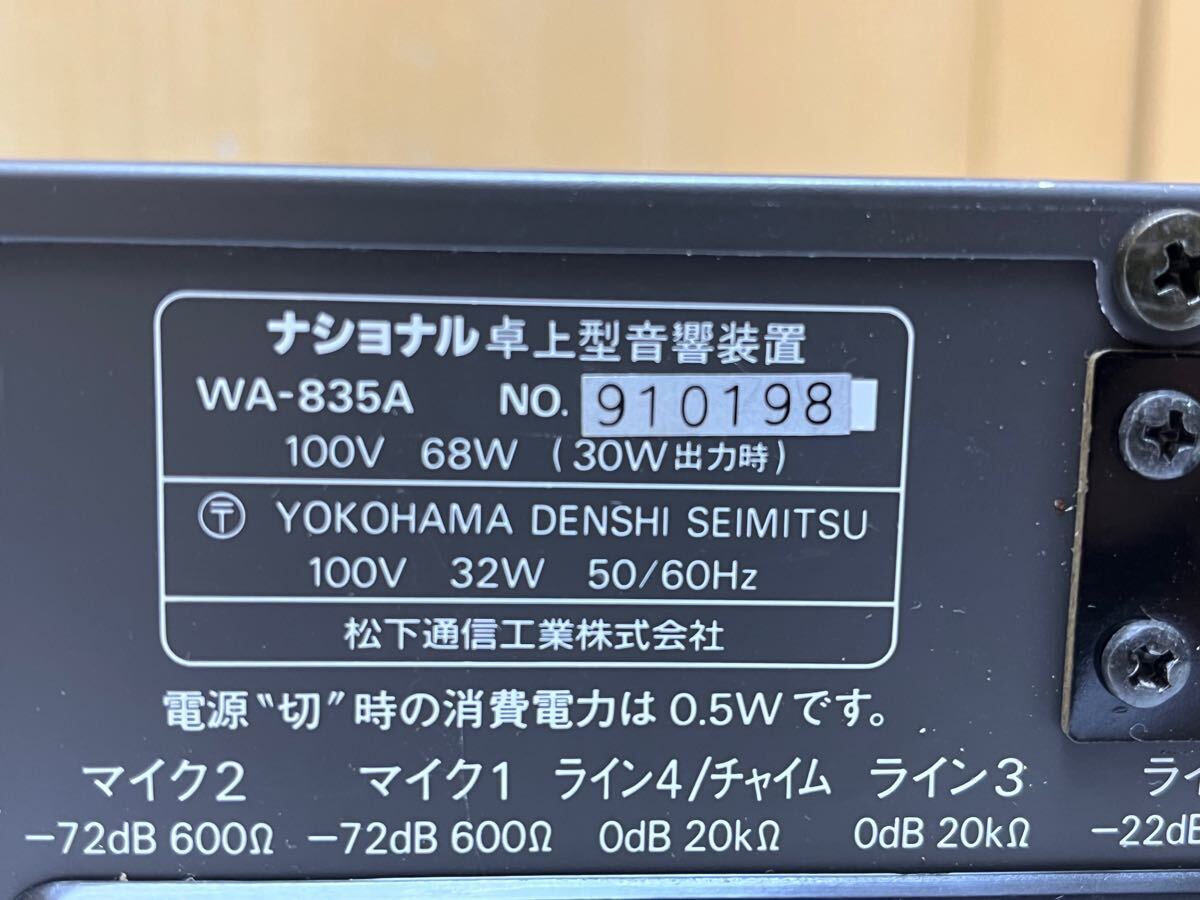 ナショナル卓上型音響装置
WA-835A NO. 910198
100V 68W (30W出力時)
〒 YOKOHAMA DENSHI SEIMITSU
100V 32W 50/60Hz
松下通信工業株式会社
電源“切”時の消費電力は0.5Wです。
マイク2 マイク1 ライン4/チャイム ライン3
-72dB 600Ω -72dB 600Ω 0dB 20kΩ 0dB 20kΩ -22dB